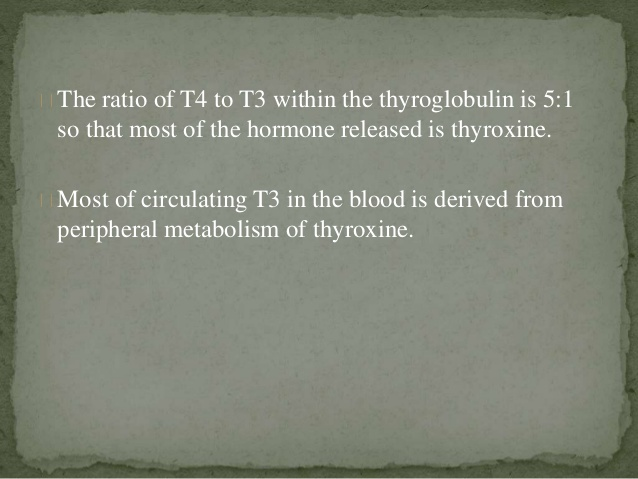 The ratio of T4 to T3 within the thyroglobulin is 5:1
so that most of the hormone released is thyroxine.
Most of circulating T3 in the blood is derived from
peripheral metabolism of thyroxine.